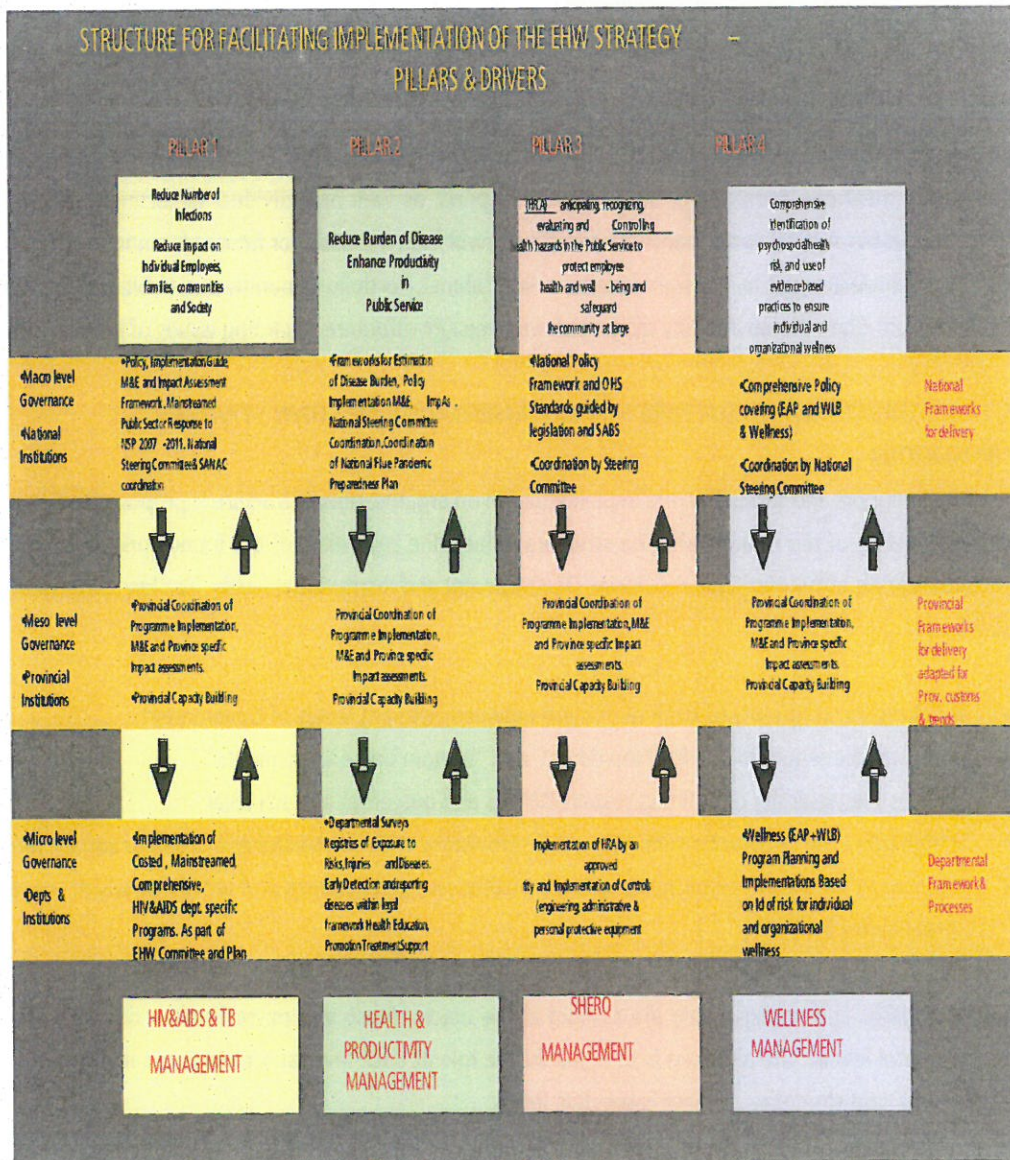 STRUCTURE FOR FACILITATING IMPLEMENTATION OF THE EHW STRATEGY –
PILLARS & DRIVERS
PILLAR 1
PILLAR 2
PILLAR 3
PILLAR 4
Reduce Number of
Infections
Reduce Impact on
Individual Employees,
families, communities
and Society
Reduce Burden of Disease
Enhance Productivity
in
Public Service
(HRA) anticipating, recognizing,
evaluating and Controlling
health hazards in the Public Service to
protect employee
health and well - being and
safeguard
the community at large
Comprehensive
identification of
psychosocial health
risk, and use of
evidence based
practices to ensure
individual and
organizational wellness
•Macro level
Governance
•National
Institutions
•Policy, Implementation Guide,
M&E and Impact Assessment
Framework, Mainstreamed
Public Sector Response to
NSP 2007 -2011. National
Steering Committee& SANAC
coordination
•Frameworks for Estimation
of Disease Burden, Policy
Implementation M&E, ImpAs .
National Steering Committee
Coordination. Coordination
of National Flue Pandemic
Preparedness Plan
•National Policy
Framework and OHS
Standards guided by
legislation and SABS
•Coordination by Steering
Committee
•Comprehensive Policy
covering (EAP and WLB
& Wellness)
•Coordination by National
Steering Committee
National
Frameworks
for delivery
•Meso level
Governance
•Provincial
Institutions
•Provincial Coordination of
Programme Implementation,
M&E and Province specific
Impact assessments.
•Provincial Capacity Building
Provincial Coordination of
Programme Implementation,
M&E and Province specific
Impact assessments.
Provincial Capacity Building
Provincial Coordination of
Programme Implementation, M&E
and Province specific Impact
assessments.
Provincial Capacity Building
Provincial Coordination of
Programme Implementation,
M&E and Province specific
Impact assessments.
Provincial Capacity Building
Provincial
Frameworks
for delivery
adapted for
Prov. customs
& trends
•Micro level
Governance
•Depts &
Institutions
•Implementation of
Costed , Mainstreamed,
Comprehensive,
HIV&AIDS dept. specific
Programs. As part of
EHW Committee and Plan
•Departmental Surveys
Registries of Exposure to
Risks, Injuries and Diseases.
Early Detection and reporting
diseases within legal
framework Health Education,
Promotion Treatment Support
Implementation of HRA by an
approved
ity and Implementation of Controls
(engineering, administrative &
personal protective equipment
•Wellness (EAP+WLB)
Program Planning and
Implementations Based
on Id of risk for individual
and organizational
wellness
Departmental
Framework &
Processes
HIV&AIDS & TB
MANAGEMENT
HEALTH &
PRODUCTIVITY
MANAGEMENT
SHERQ
MANAGEMENT
WELLNESS
MANAGEMENT